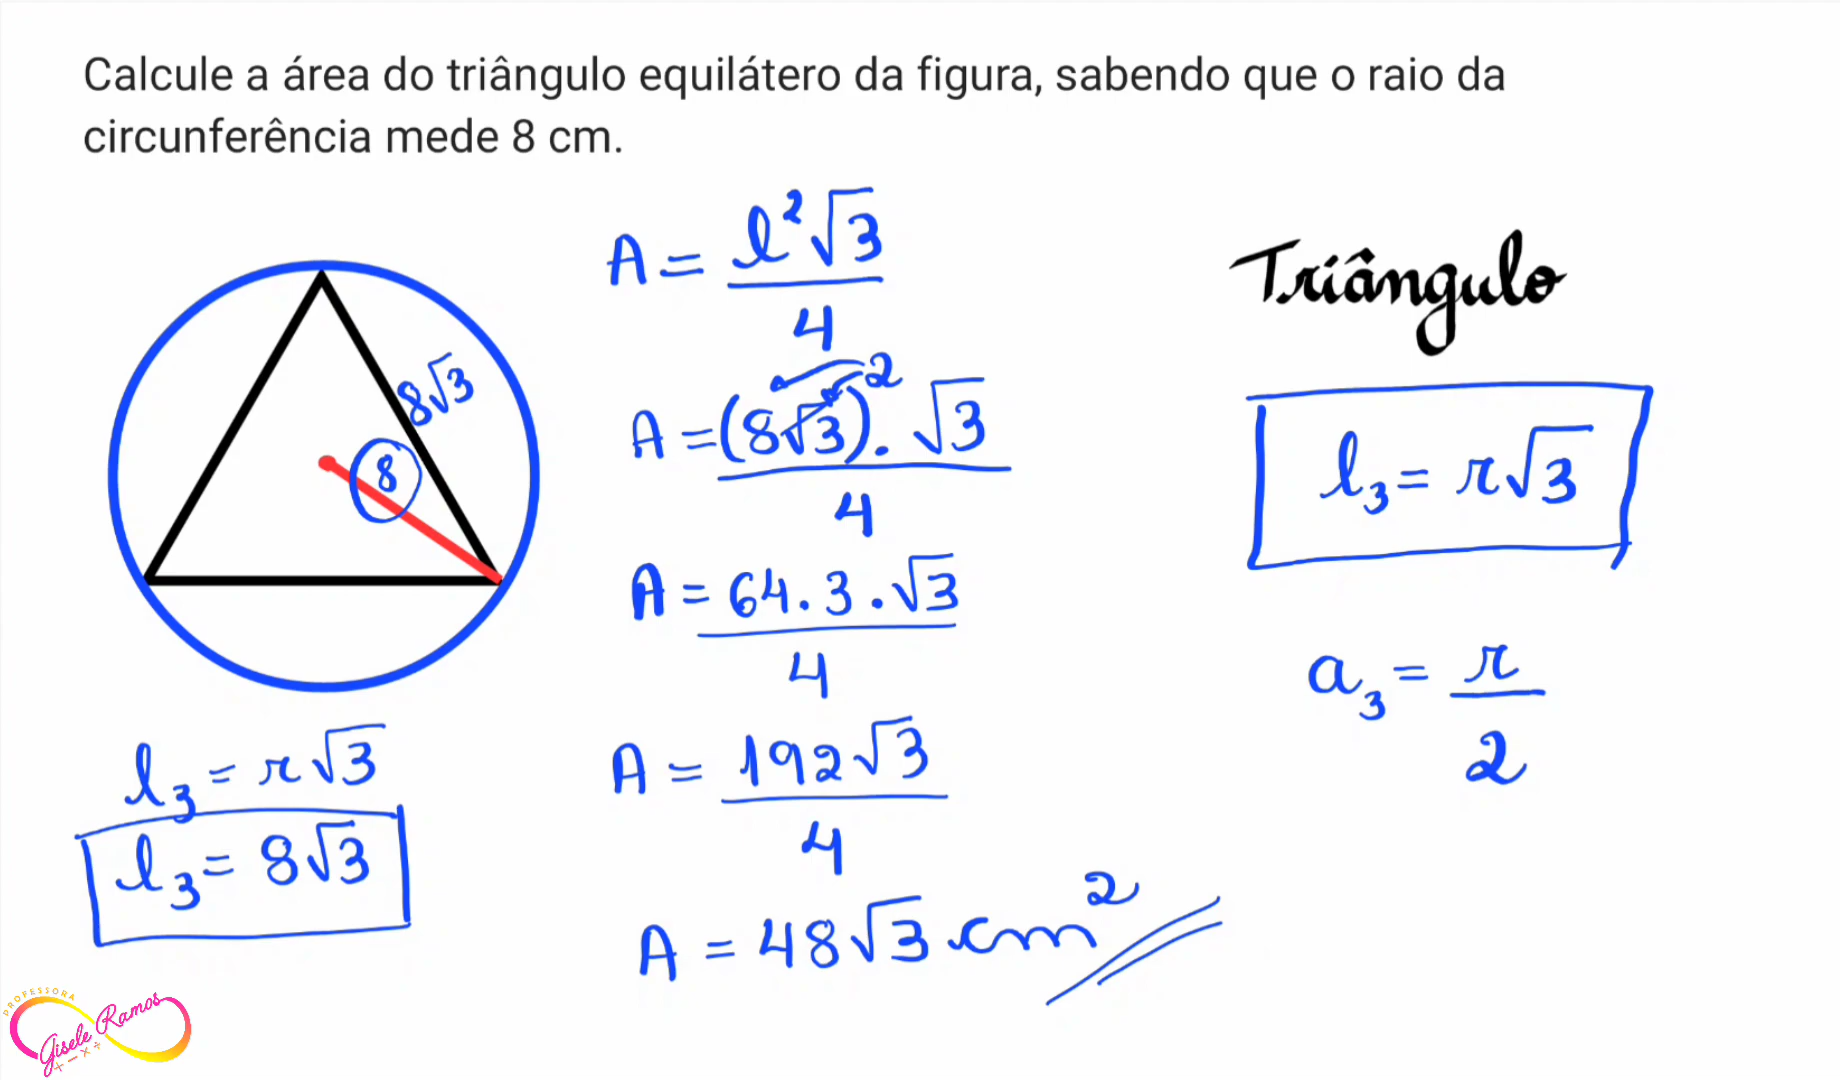 Calcule a área do triângulo equilátero da figura, sabendo que o raio da
circunferência mede 8 cm.
8√3
8
l₃ = r√3
l₃ = 8√3
A = l²√3
4
A = (8√3)² . √3
4
A = 64 . 3 . √3
4
A = 192√3
4
A = 48√3 cm²
Triângulo
l₃ = r√3
a₃ = r
2
PROFESSORA
Gisele Ramos
+ − × ÷